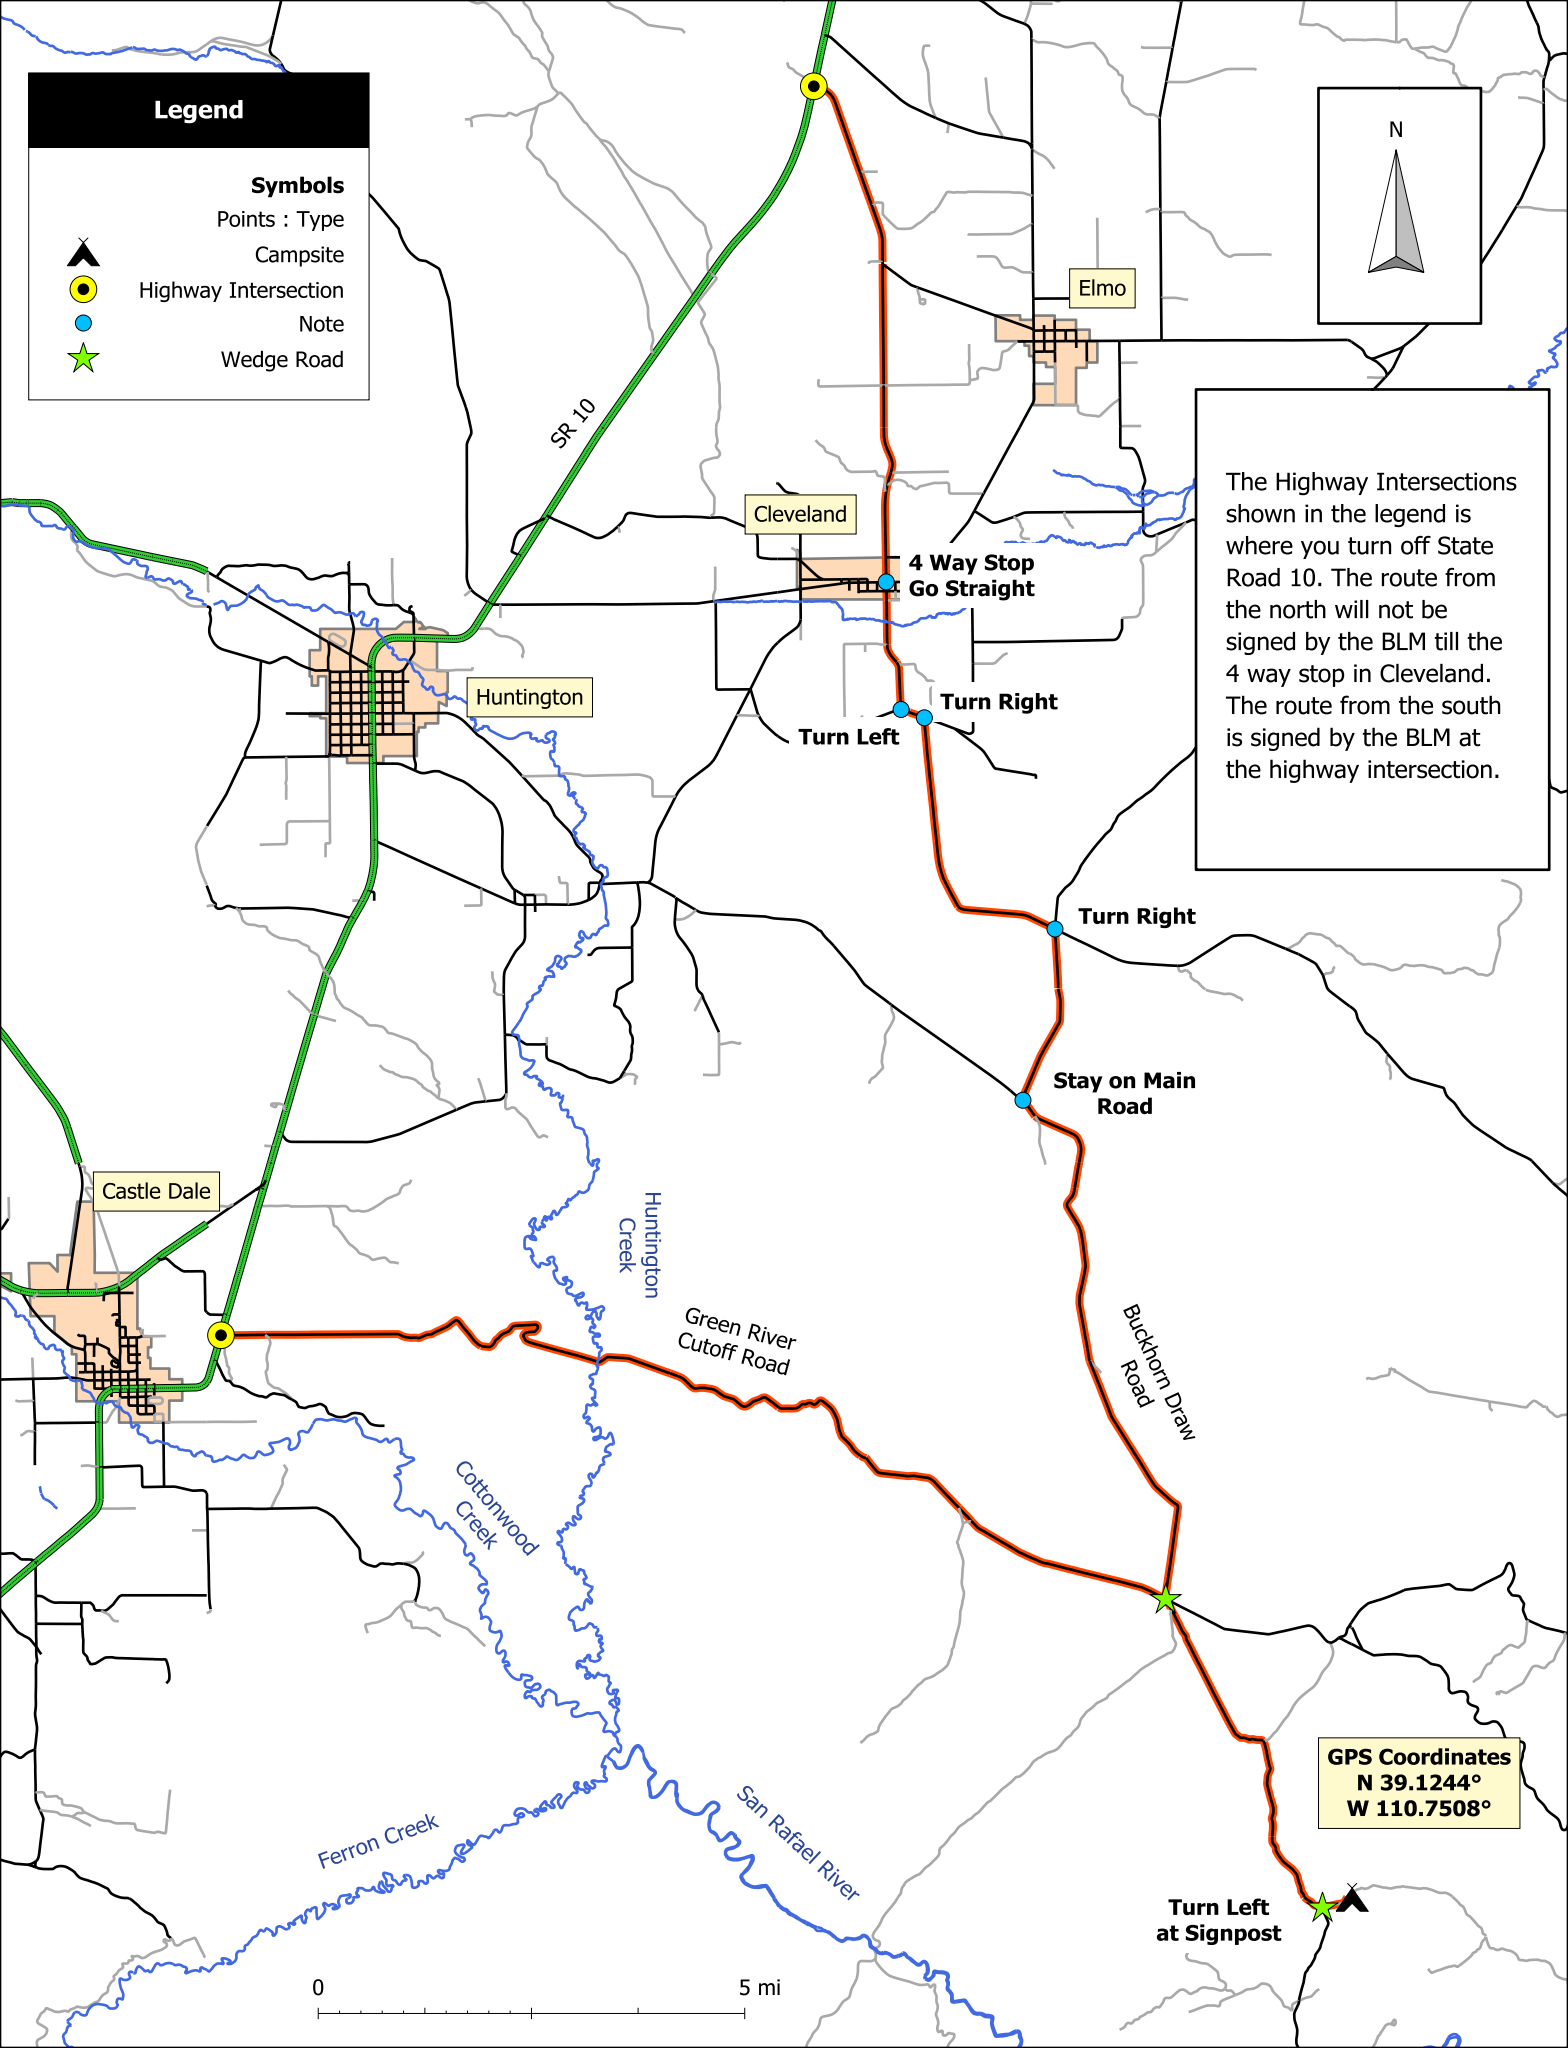 Legend
Symbols
Points : Type
Campsite
Highway Intersection
Note
Wedge Road
N
Elmo
SR 10
The Highway Intersections
shown in the legend is
where you turn off State
Road 10. The route from
the north will not be
signed by the BLM till the
4 way stop in Cleveland.
The route from the south
is signed by the BLM at
the highway intersection.
Cleveland
4 Way Stop
Go Straight
Huntington
Turn Right
Turn Left
Turn Right
Stay on Main
Road
Castle Dale
Huntington
Creek
Green River
Cutoff Road
Buckhorn Draw
Road
Cottonwood
Creek
GPS Coordinates
N 39.1244°
W 110.7508°
San Rafael River
Ferron Creek
Turn Left
at Signpost
0 5 mi